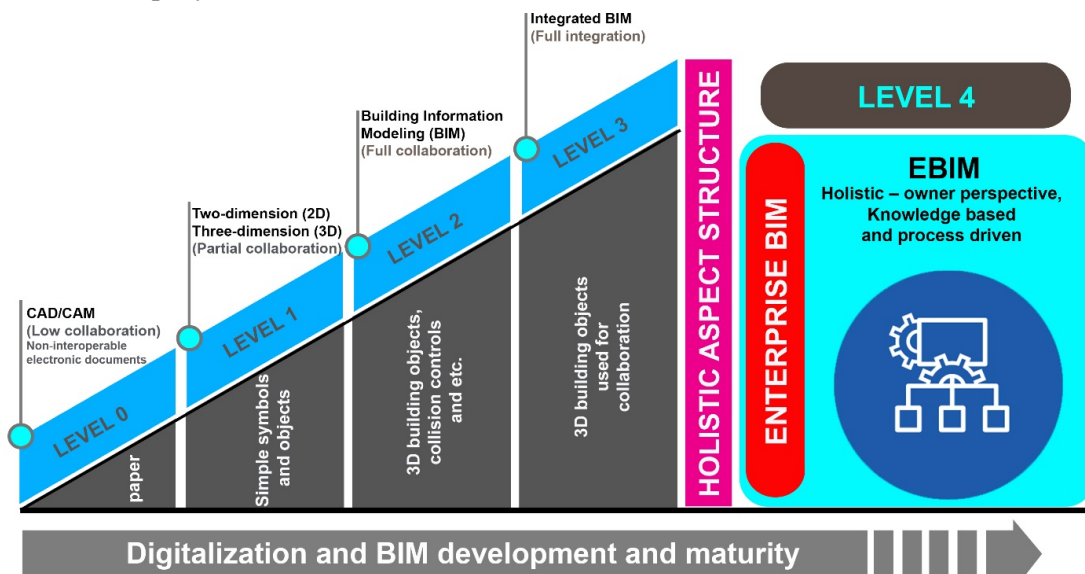 Integrated BIM
(Full integration)
Building Information
Modeling (BIM)
(Full collaboration)
Two-dimension (2D)
Three-dimension (3D)
(Partial collaboration)
CAD/CAM
(Low collaboration)
Non-interoperable
electronic documents
LEVEL 0
LEVEL 1
LEVEL 2
LEVEL 3
paper
Simple symbols
and objects
3D building objects,
collision controls
and etc.
3D building objects
used for
collaboration
HOLISTIC ASPECT STRUCTURE
LEVEL 4
ENTERPRISE BIM
EBIM
Holistic – owner perspective,
Knowledge based
and process driven
Digitalization and BIM development and maturity